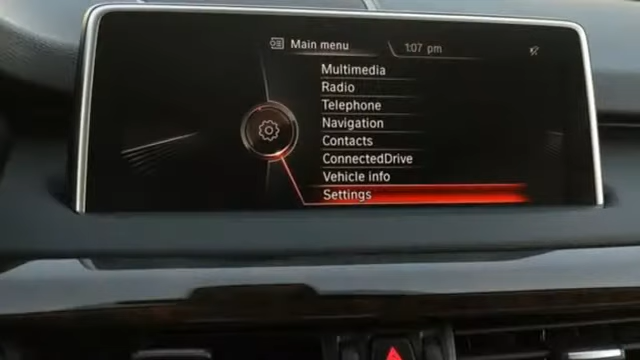 Main menu
1:07 pm
Multimedia
Radio
Telephone
Navigation
Contacts
ConnectedDrive
Vehicle info
Settings